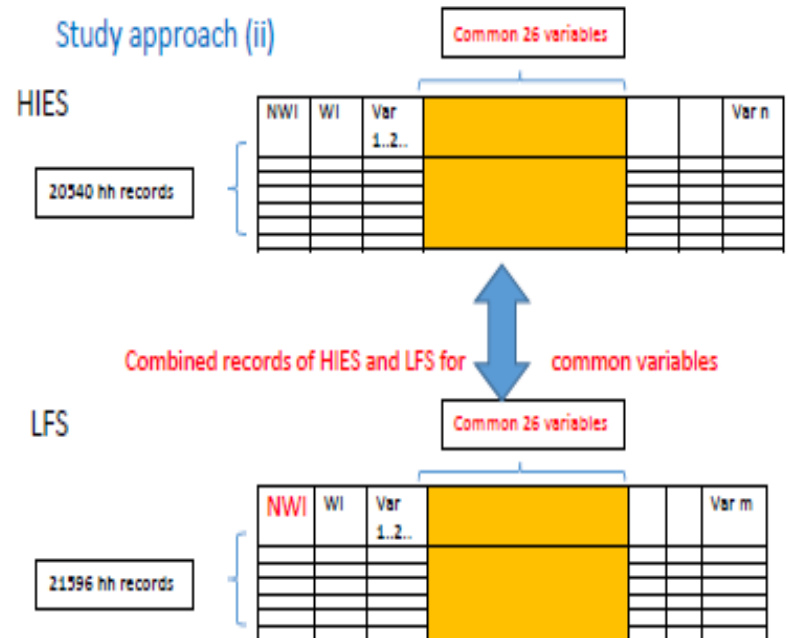 Study approach (ii)
Common 26 variables
HIES
NWI WI Var Var n
1..2..
20540 hh records
Combined records of HIES and LFS for common variables
LFS
Common 26 variables
NWI WI Var Var m
1..2..
21596 hh records